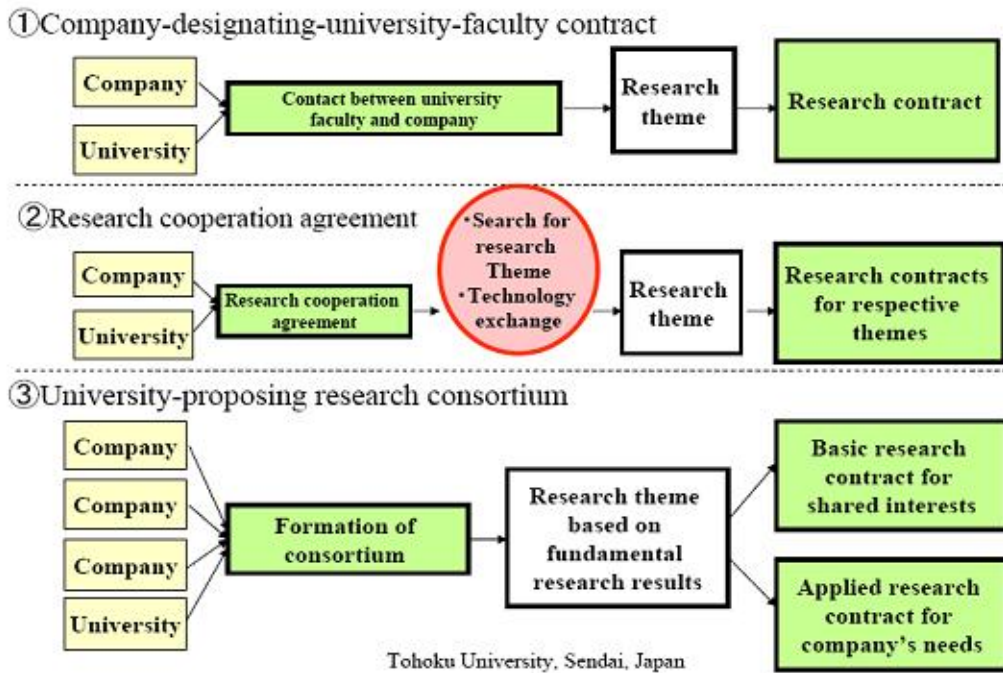 ①Company-designating-university-faculty contract
Company
University
Contact between university
faculty and company
Research
theme
Research contract
②Research cooperation agreement
Company
University
Research cooperation
agreement
・Search for
research
Theme
・Technology
exchange
Research
theme
Research contracts
for respective
themes
③University-proposing research consortium
Company
Company
Company
University
Formation of
consortium
Research theme
based on
fundamental
research results
Basic research
contract for
shared interests
Applied research
contract for
company's needs
Tohoku University, Sendai, Japan